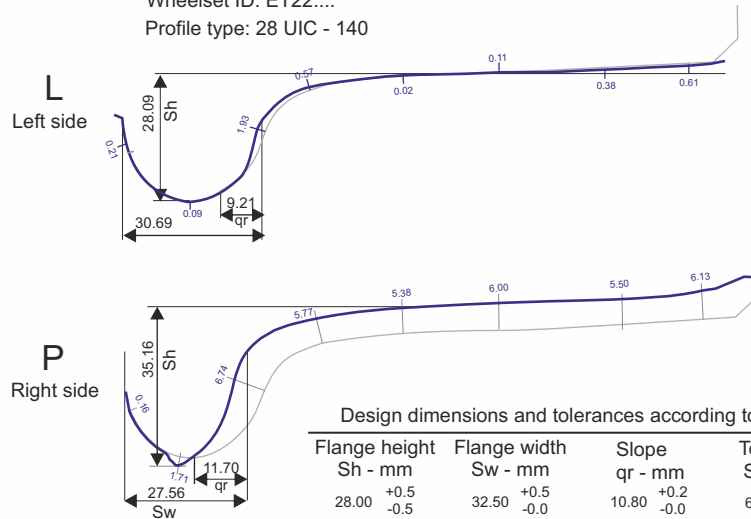 Profile type: 28 UIC - 140
L
Left side
28.09
Sh
0.21
0.09
30.69
9.21
qr
1.93
0.57
0.02
0.11
0.38
0.61
P
Right side
35.16
Sh
0.16
1.71
27.56
Sw
11.70
qr
6.74
5.77
5.38
6.00
5.50
6.13
Design dimensions and tolerances according to
Flange height Flange width Slope
Sh - mm Sw - mm qr - mm
28.00 +0.5 -0.5 32.50 +0.5 -0.0 10.80 +0.2 -0.0